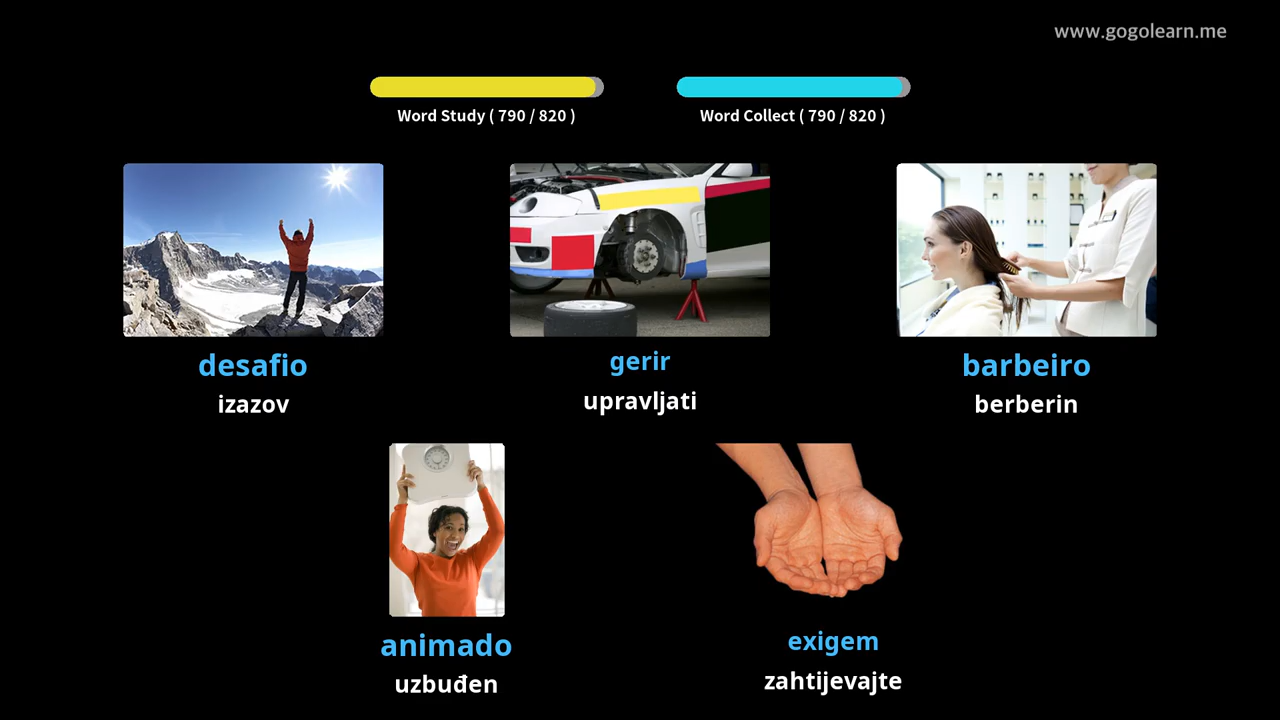 www.gogolearn.me
Word Study ( 790 / 820 )
Word Collect ( 790 / 820 )
desafio
izazov
gerir
upravljati
barbeiro
berberin
animado
uzbuđen
exigem
zahtijevajte